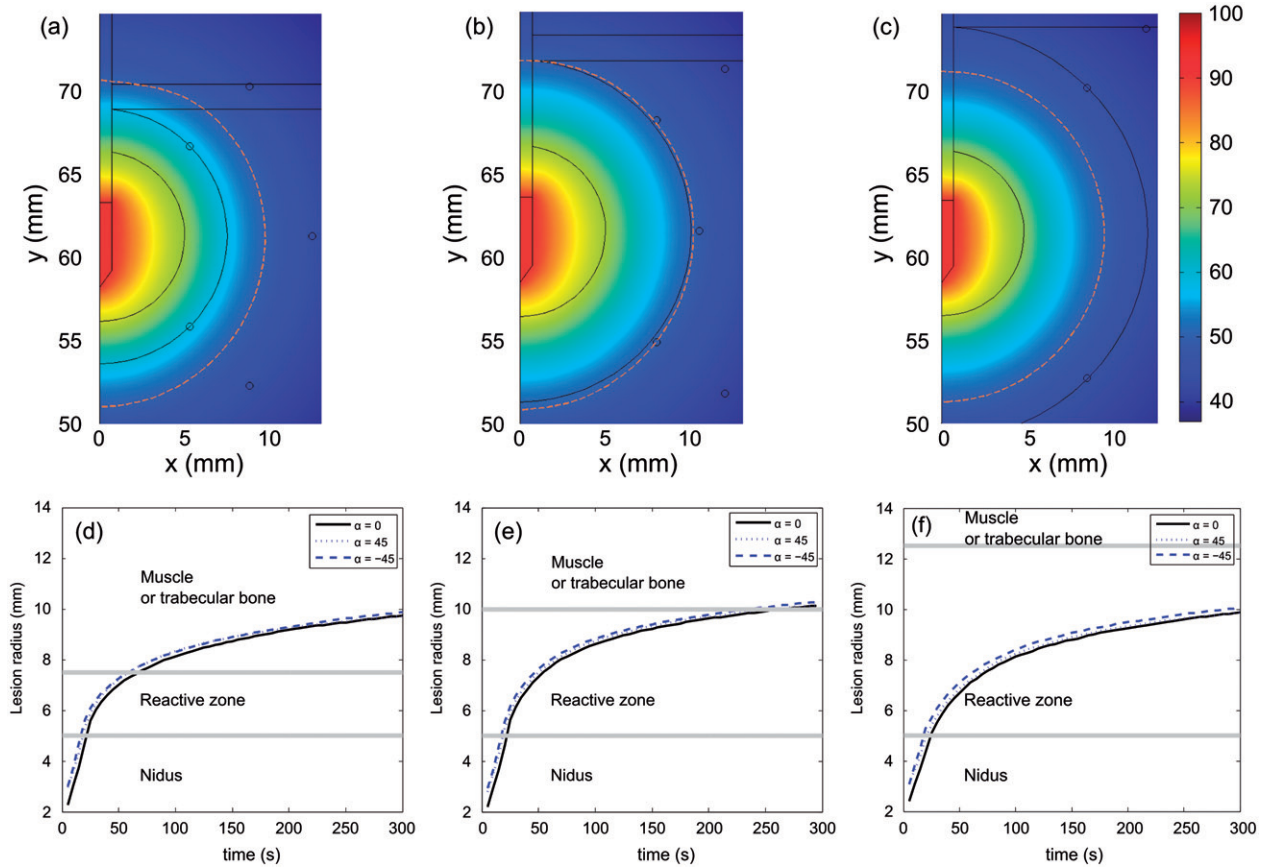 (a)
(b)
(c)
y (mm)
70
65
60
55
50
0 5 10
x (mm)
y (mm)
70
65
60
55
50
0 5 10
x (mm)
y (mm)
70
65
60
55
50
0 5 10
x (mm)
100
90
80
70
60
50
40
(d)
α = 0
α = 45
α = −45
Muscle
or trabecular bone
Reactive zone
Nidus
Lesion radius (mm)
14
12
10
8
6
4
2
0 50 100 150 200 250 300
time (s)
(e)
α = 0
α = 45
α = −45
Muscle
or trabecular bone
Reactive zone
Nidus
Lesion radius (mm)
14
12
10
8
6
4
2
0 50 100 150 200 250 300
time (s)
(f)
α = 0
α = 45
α = −45
Muscle
or trabecular bone
Reactive zone
Nidus
Lesion radius (mm)
14
12
10
8
6
4
2
0 50 100 150 200 250 300
time (s)